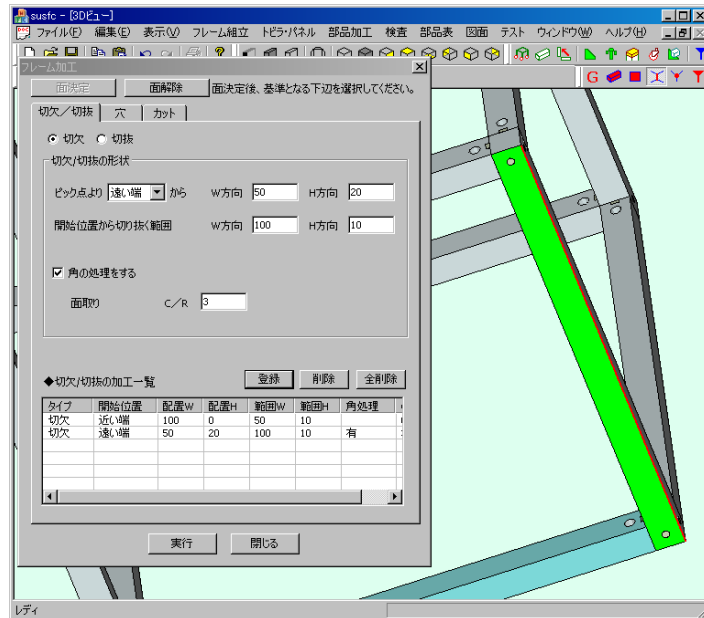 susfc - [3Dビュー]
ファイル(F) 編集(E) 表示(V) フレーム組立 トビラ・パネル 部品加工 検査 部品表 図面 テスト ウィンドウ(W) ヘルプ(H)
フレーム加工
面決定 面解除 面決定後、基準となる下辺を選択してください。
G
切欠/切抜 穴 カット
切欠 切抜
切欠/切抜の形状
ピック点より 遠い端 から W方向 50 H方向 20
開始位置から切り抜く範囲 W方向 100 H方向 10
角の処理をする
面取り C/R 3
◆切欠/切抜の加工一覧 登録 削除 全削除
タイプ 開始位置 配置W 配置H 範囲W 範囲H 角処理
切欠 近い端 100 0 50 10
切欠 遠い端 50 20 100 10 有
実行 閉じる
レディ